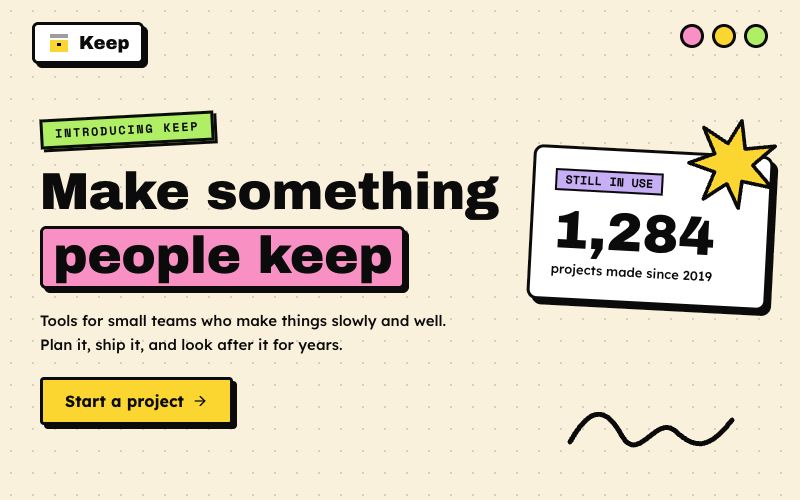 Keep
INTRODUCING KEEP
Make something
people keep
Tools for small teams who make things slowly and well.
Plan it, ship it, and look after it for years.
Start a project →
STILL IN USE
1,284
projects made since 2019